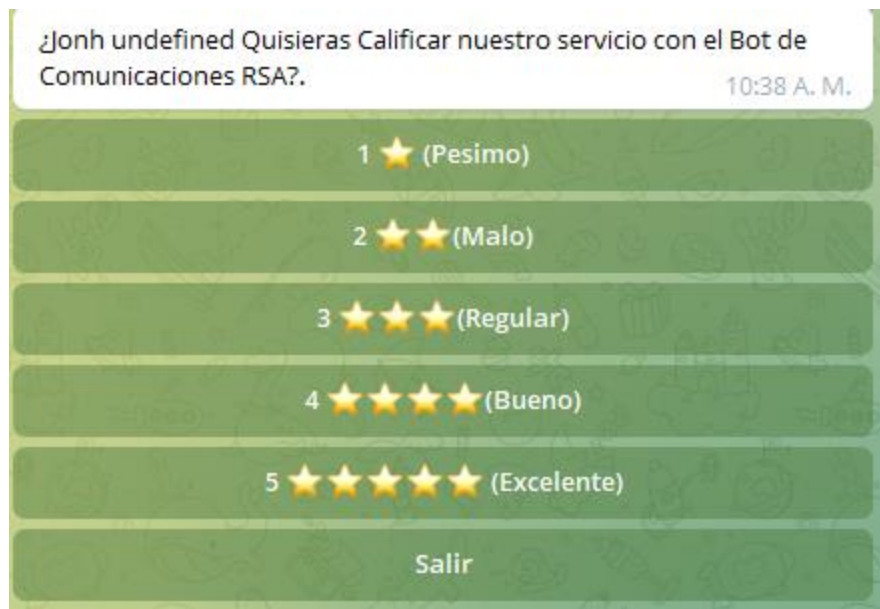 ¿Jonh undefined Quisieras Calificar nuestro servicio con el Bot de
Comunicaciones RSA?.
10:38 A. M.
1 ⭐ (Pesimo)
2 ⭐⭐(Malo)
3 ⭐⭐⭐(Regular)
4 ⭐⭐⭐⭐(Bueno)
5 ⭐⭐⭐⭐⭐ (Excelente)
Salir